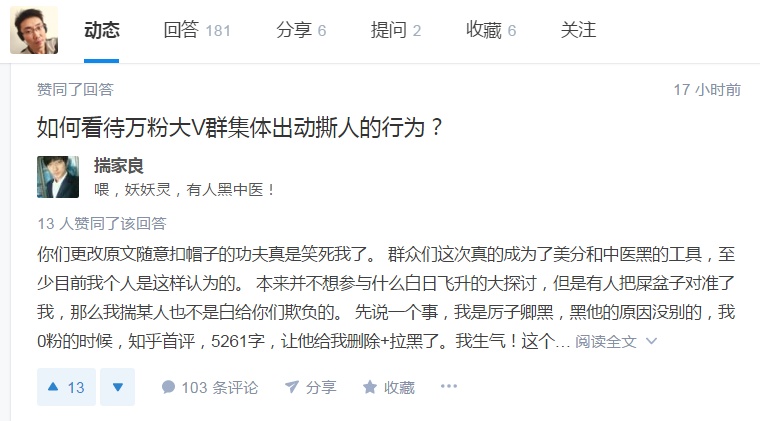 动态 回答 181 分享 6 提问 2 收藏 6 关注
赞同了回答 17 小时前
如何看待万粉大V群集体出动撕人的行为？
揣家良
喂，妖妖灵，有人黑中医！
13 人赞同了该回答
你们更改原文随意扣帽子的功夫真是笑死我了。 群众们这次真的成为了美分和中医黑的工具，至
少目前我个人是这样认为的。 本来并不想参与什么白日飞升的大探讨，但是有人把屎盆子对准了
我，那么我揣某人也不是白给你们欺负的。 先说一个事，我是厉子卿黑，黑他的原因没别的，我
0粉的时候，知乎首评，5261字，让他给我删除+拉黑了。我生气！这个... 阅读全文
13 103 条评论 分享 收藏 ···